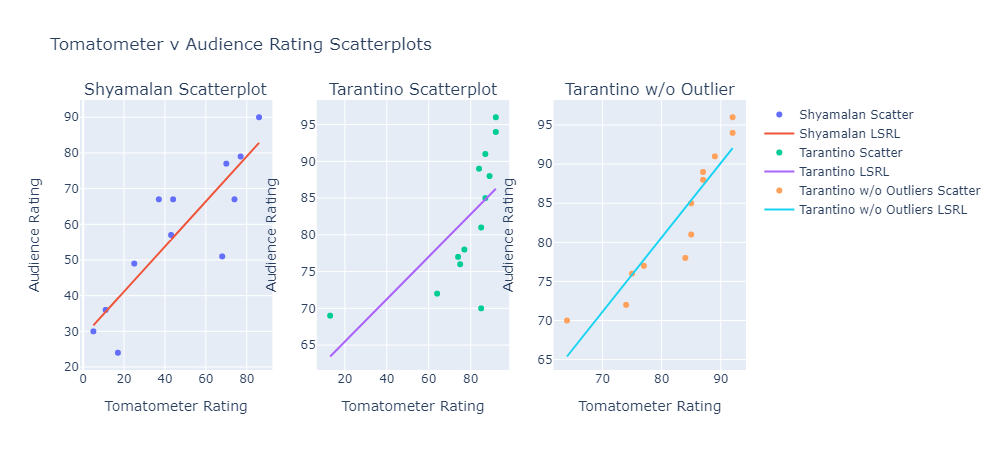 Tomatometer v Audience Rating Scatterplots
Shyamalan Scatterplot
Tarantino Scatterplot
Tarantino w/o Outlier
90
80
70
60
50
40
30
20
0
20
40
60
80
Audience Rating
Tomatometer Rating
95
90
85
80
75
70
65
20
40
60
80
Audience Rating
Tomatometer Rating
95
90
85
80
75
70
65
70
80
90
Audience Rating
Tomatometer Rating
Shyamalan Scatter
Shyamalan LSRL
Tarantino Scatter
Tarantino LSRL
Tarantino w/o Outliers Scatter
Tarantino w/o Outliers LSRL